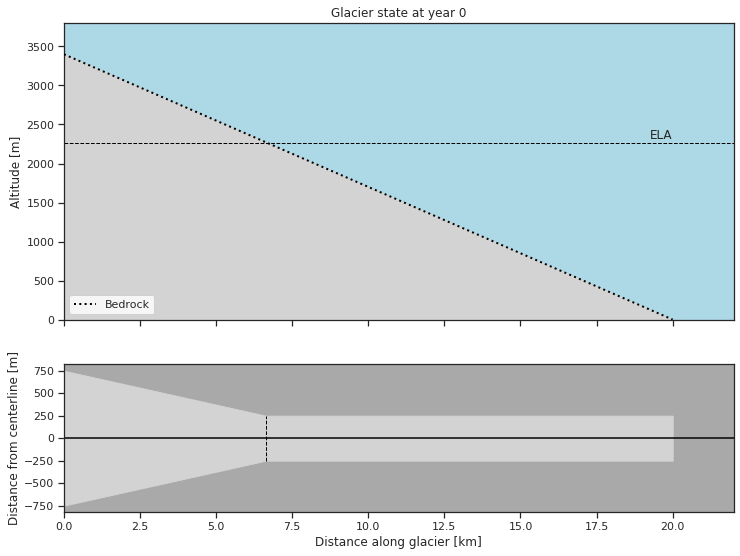 Glacier state at year 0
Altitude [m]
3500
3000
2500
2000
1500
1000
500
0
ELA
Bedrock
Distance from centerline [m]
750
500
250
0
−250
−500
−750
0.0 2.5 5.0 7.5 10.0 12.5 15.0 17.5 20.0
Distance along glacier [km]